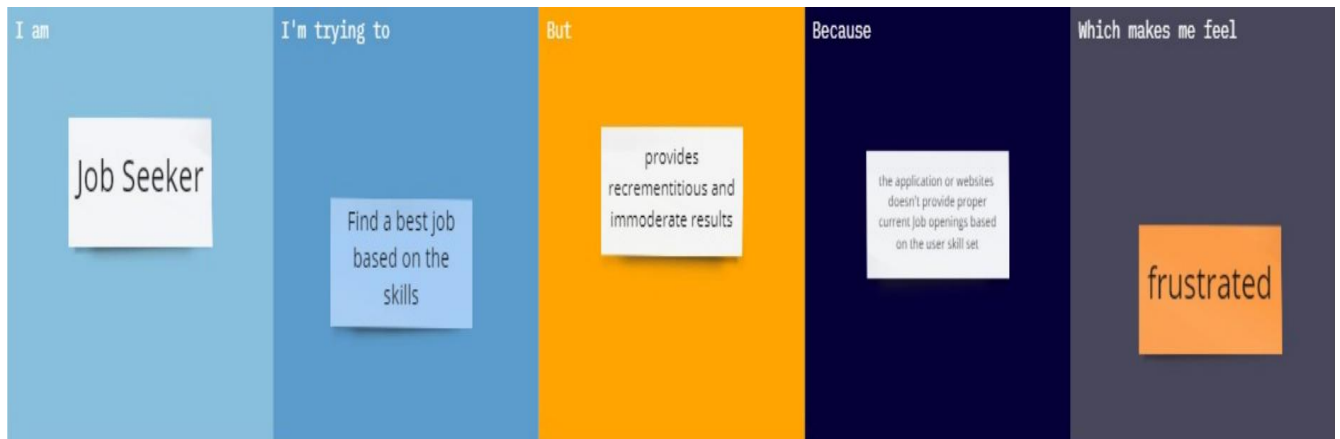 I am
Job Seeker
I'm trying to
Find a best job
based on the
skills
But
provides
recrementitious and
immoderate results
Because
the application or websites
doesn't provide proper
current Job openings based
on the user skill set
Which makes me feel
frustrated